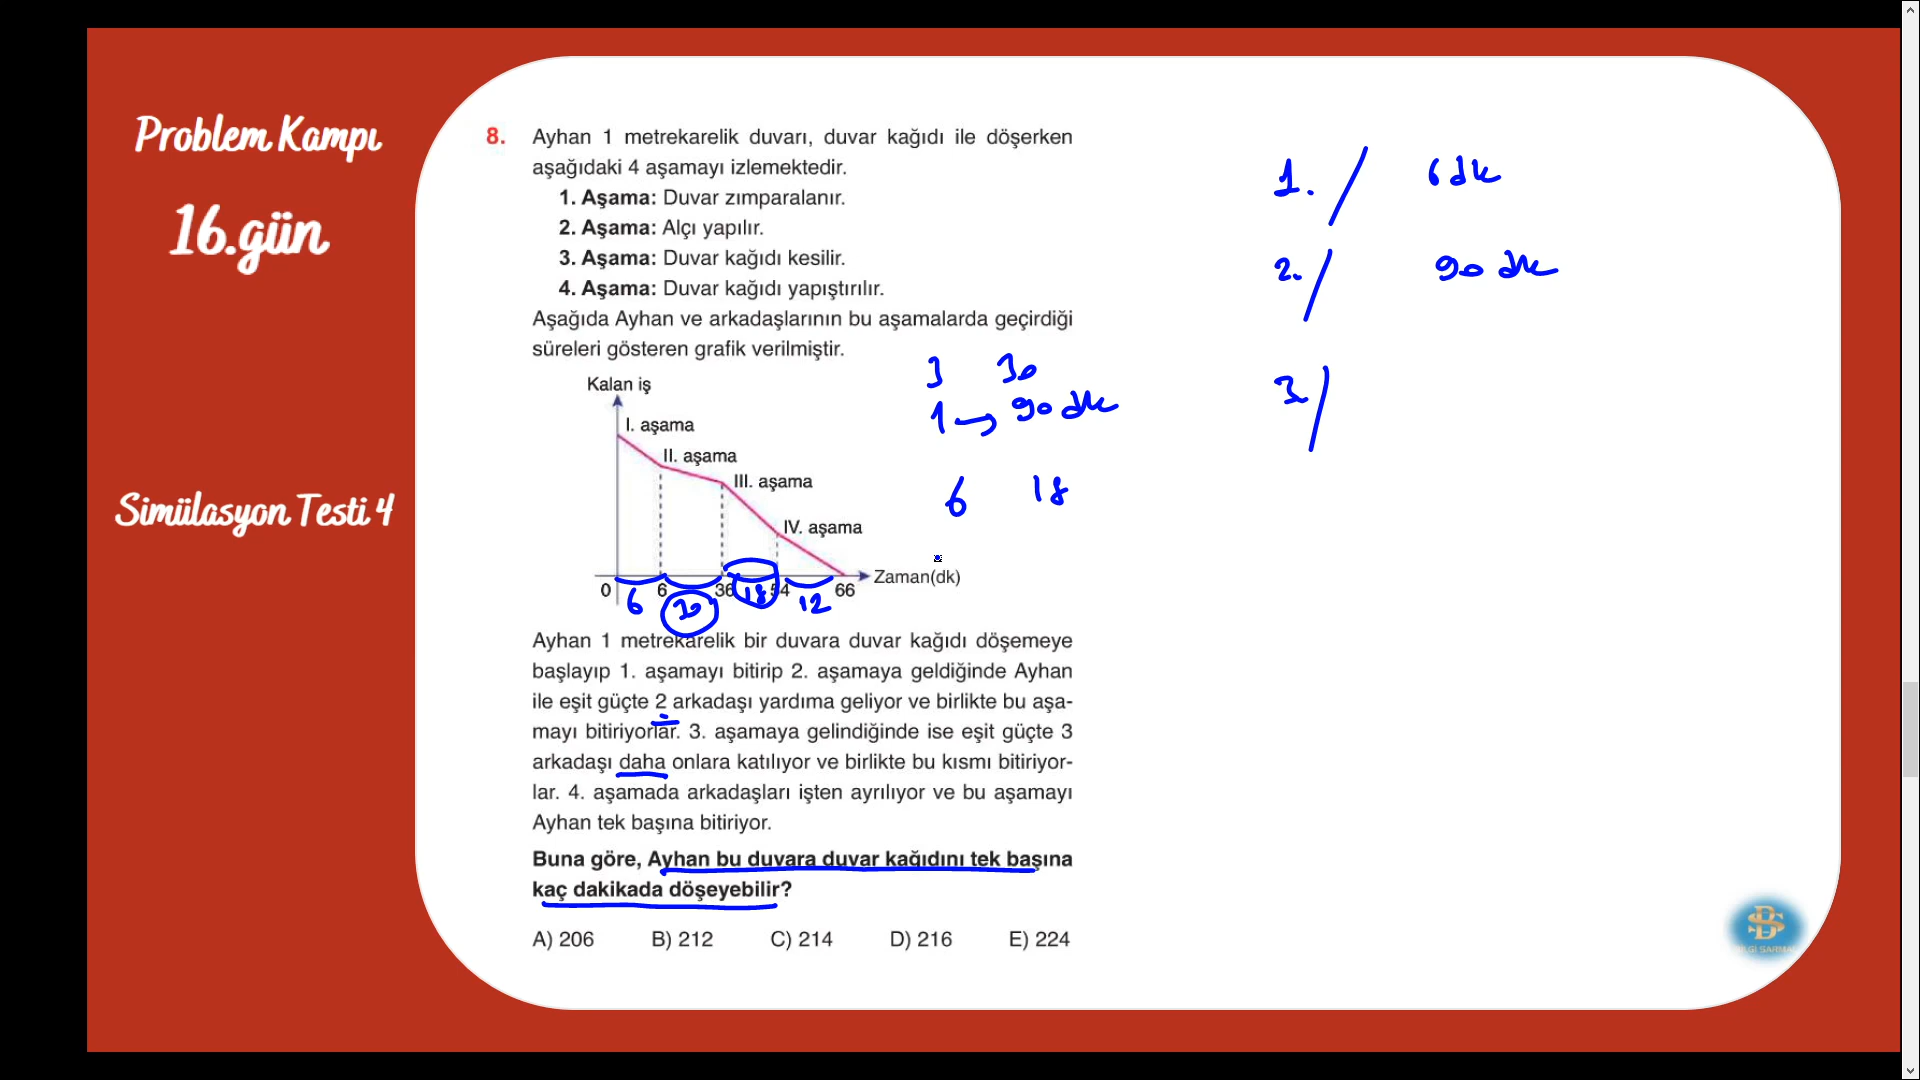 Problem Kampı
16.gün
Simülasyon Testi 4
8. Ayhan 1 metrekarelik duvarı, duvar kağıdı ile döşerken
aşağıdaki 4 aşamayı izlemektedir.
1. Aşama: Duvar zımparalanır.
2. Aşama: Alçı yapılır.
3. Aşama: Duvar kağıdı kesilir.
4. Aşama: Duvar kağıdı yapıştırılır.
Aşağıda Ayhan ve arkadaşlarının bu aşamalarda geçirdiği
süreleri gösteren grafik verilmiştir.
Kalan iş
I. aşama
II. aşama
III. aşama
IV. aşama
Zaman(dk)
0 6 36 54 66
6 30 18 12
3 30
1 → 90 dk
6 18
Ayhan 1 metrekarelik bir duvara duvar kağıdı döşemeye
başlayıp 1. aşamayı bitirip 2. aşamaya geldiğinde Ayhan
ile eşit güçte 2 arkadaşı yardıma geliyor ve birlikte bu aşa-
mayı bitiriyorlar. 3. aşamaya gelindiğinde ise eşit güçte 3
arkadaşı daha onlara katılıyor ve birlikte bu kısmı bitiriyor-
lar. 4. aşamada arkadaşları işten ayrılıyor ve bu aşamayı
Ayhan tek başına bitiriyor.
Buna göre, Ayhan bu duvara duvar kağıdını tek başına
kaç dakikada döşeyebilir?
A) 206 B) 212 C) 214 D) 216 E) 224
1. / 6 dk
2. / 90 dk
3. /